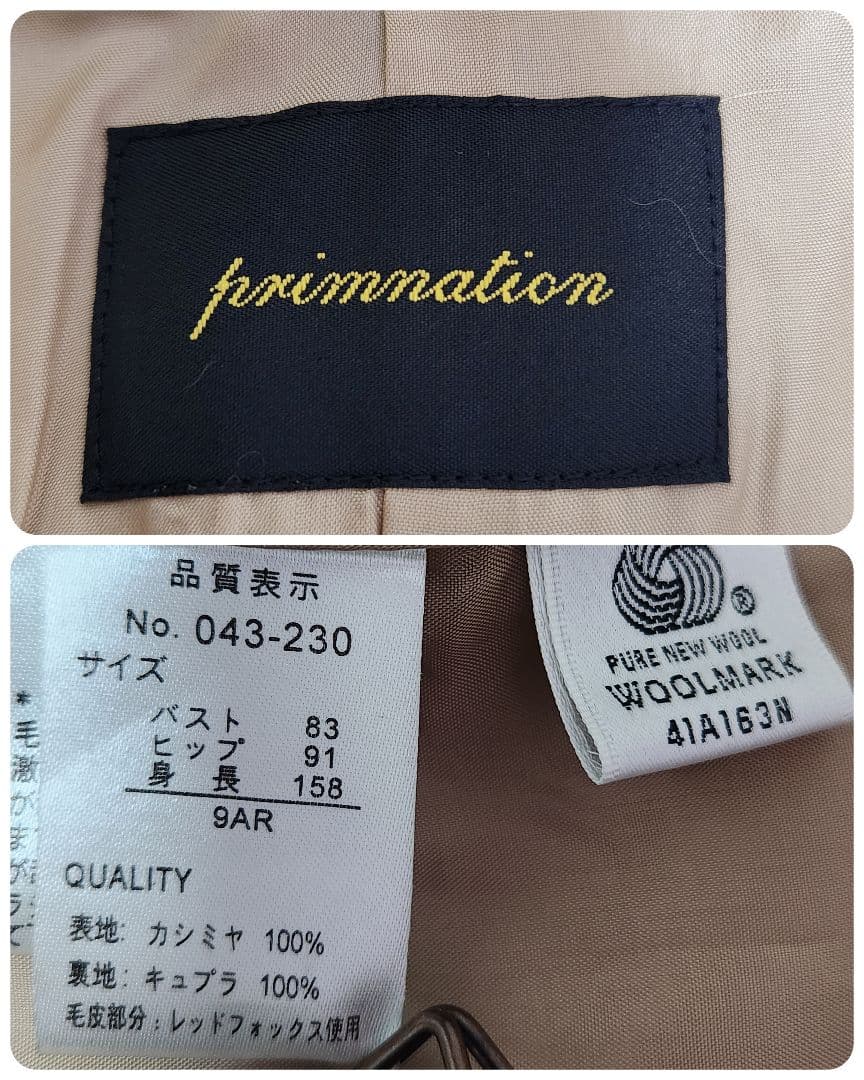 primnation
品質表示
No. 043-230
サイズ
バスト 83
ヒップ 91
身長 158
9AR
QUALITY
表地: カシミヤ 100%
裏地: キュプラ 100%
毛皮部分:レッドフォックス使用
*
毛
激
®
PURE NEW WOOL
WOOLMARK
41A163N